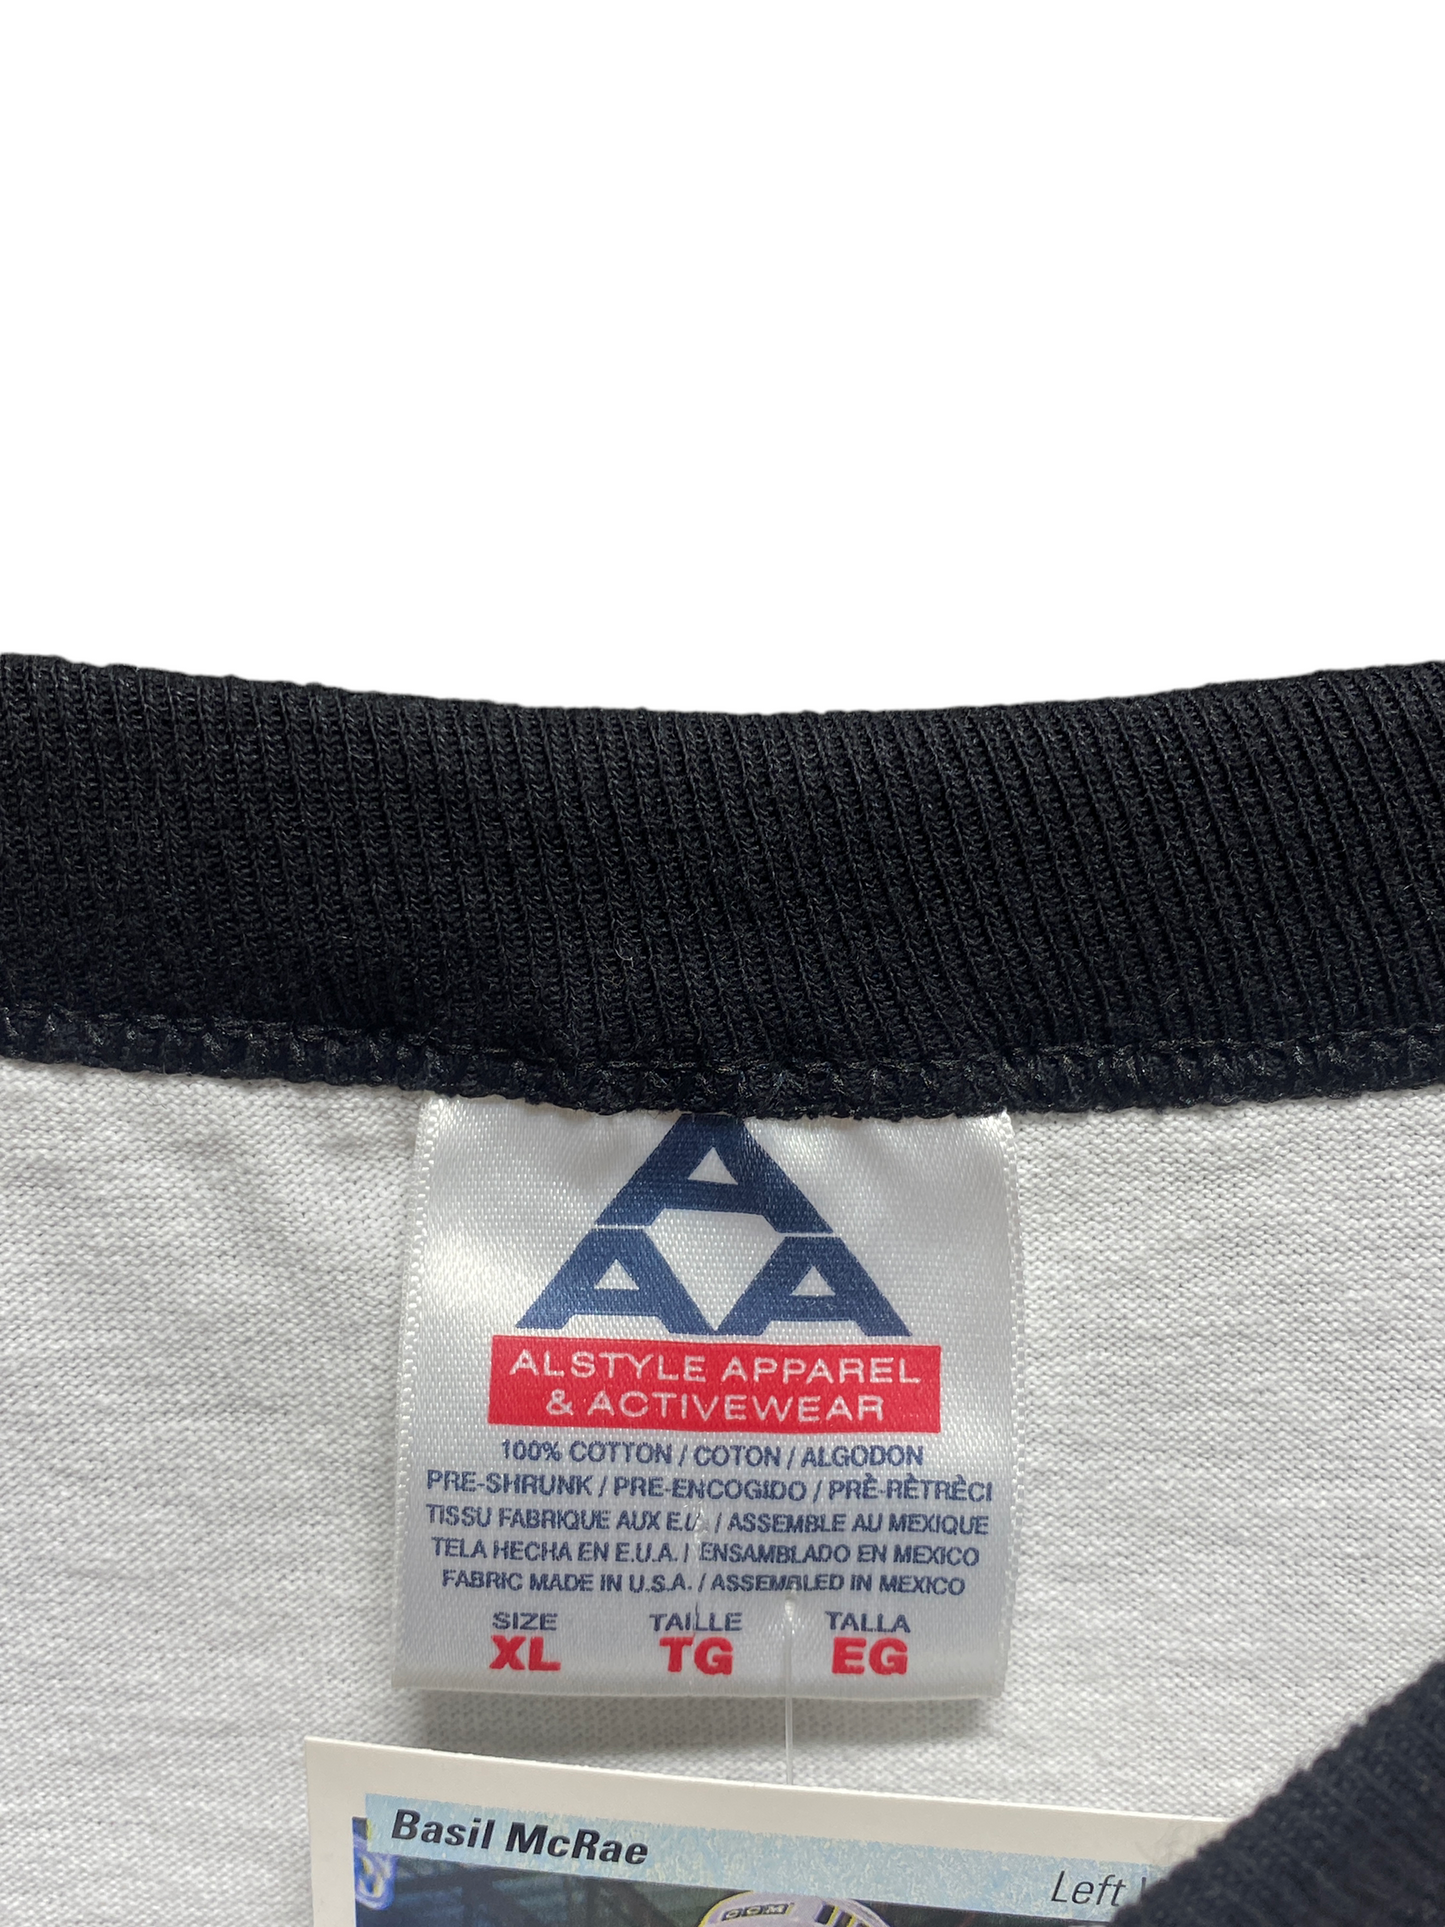 A
A A
ALSTYLE APPAREL
& ACTIVEWEAR
100% COTTON / COTON / ALGODON
PRE-SHRUNK / PRE-ENCOGIDO / PRÈ-RÈTRÈCI
TISSU FABRIQUE AUX E.U. / ASSEMBLE AU MEXIQUE
TELA HECHA EN E.U.A. / ENSAMBLADO EN MEXICO
FABRIC MADE IN U.S.A. / ASSEMBLED IN MEXICO
SIZE TAILLE TALLA
XL TG EG
Basil McRae
Left
CCM